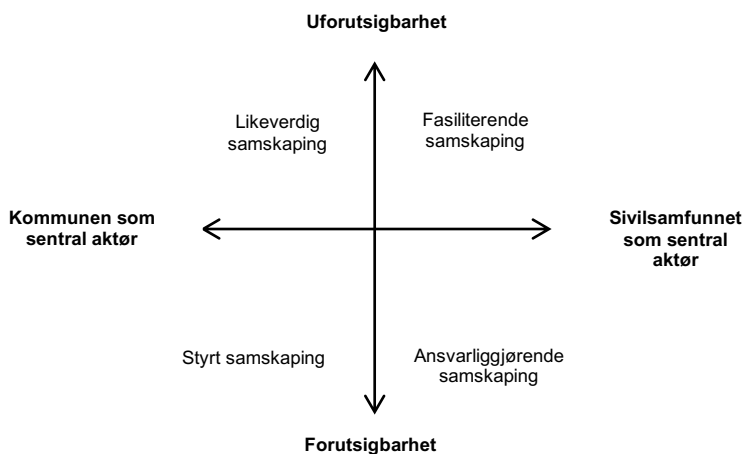 Uforutsigbarhet
Likeverdig
samskaping
Fasiliterende
samskaping
Kommunen som
sentral aktør
Sivilsamfunnet
som sentral
aktør
Styrt samskaping
Ansvarliggjørende
samskaping
Forutsigbarhet